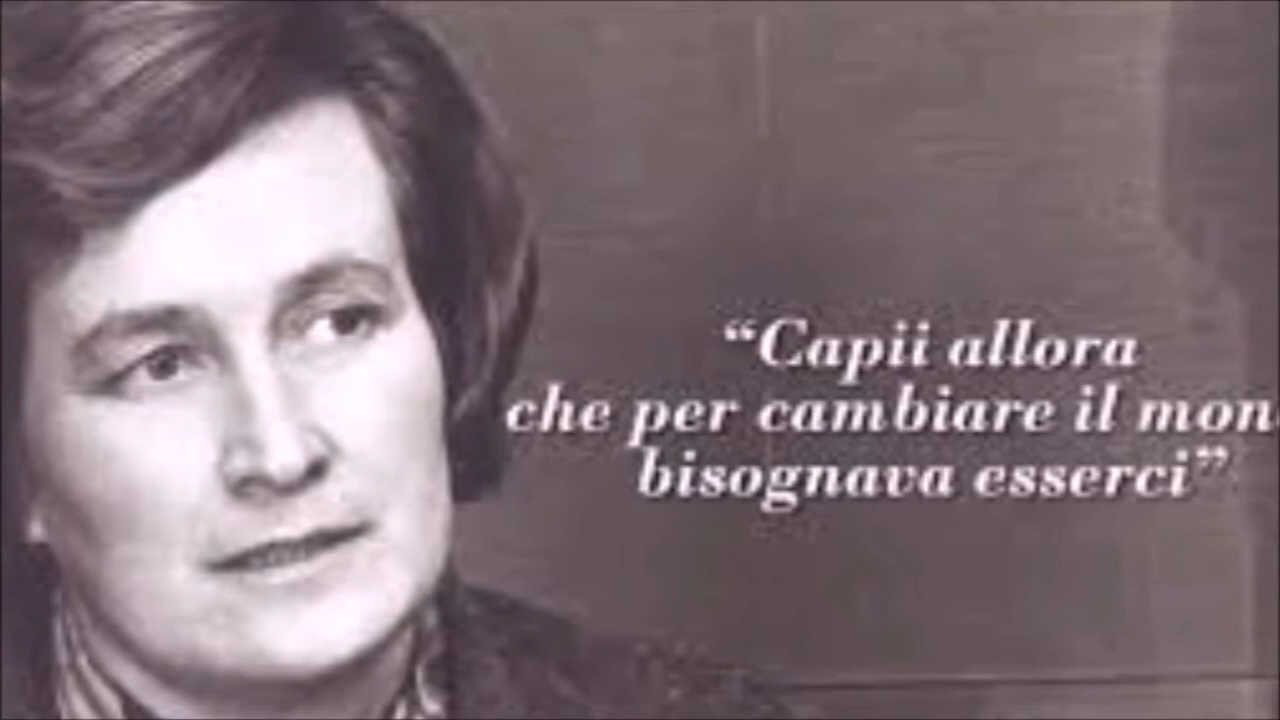 “Capii allora
che per cambiare il mon
bisognava esserci”